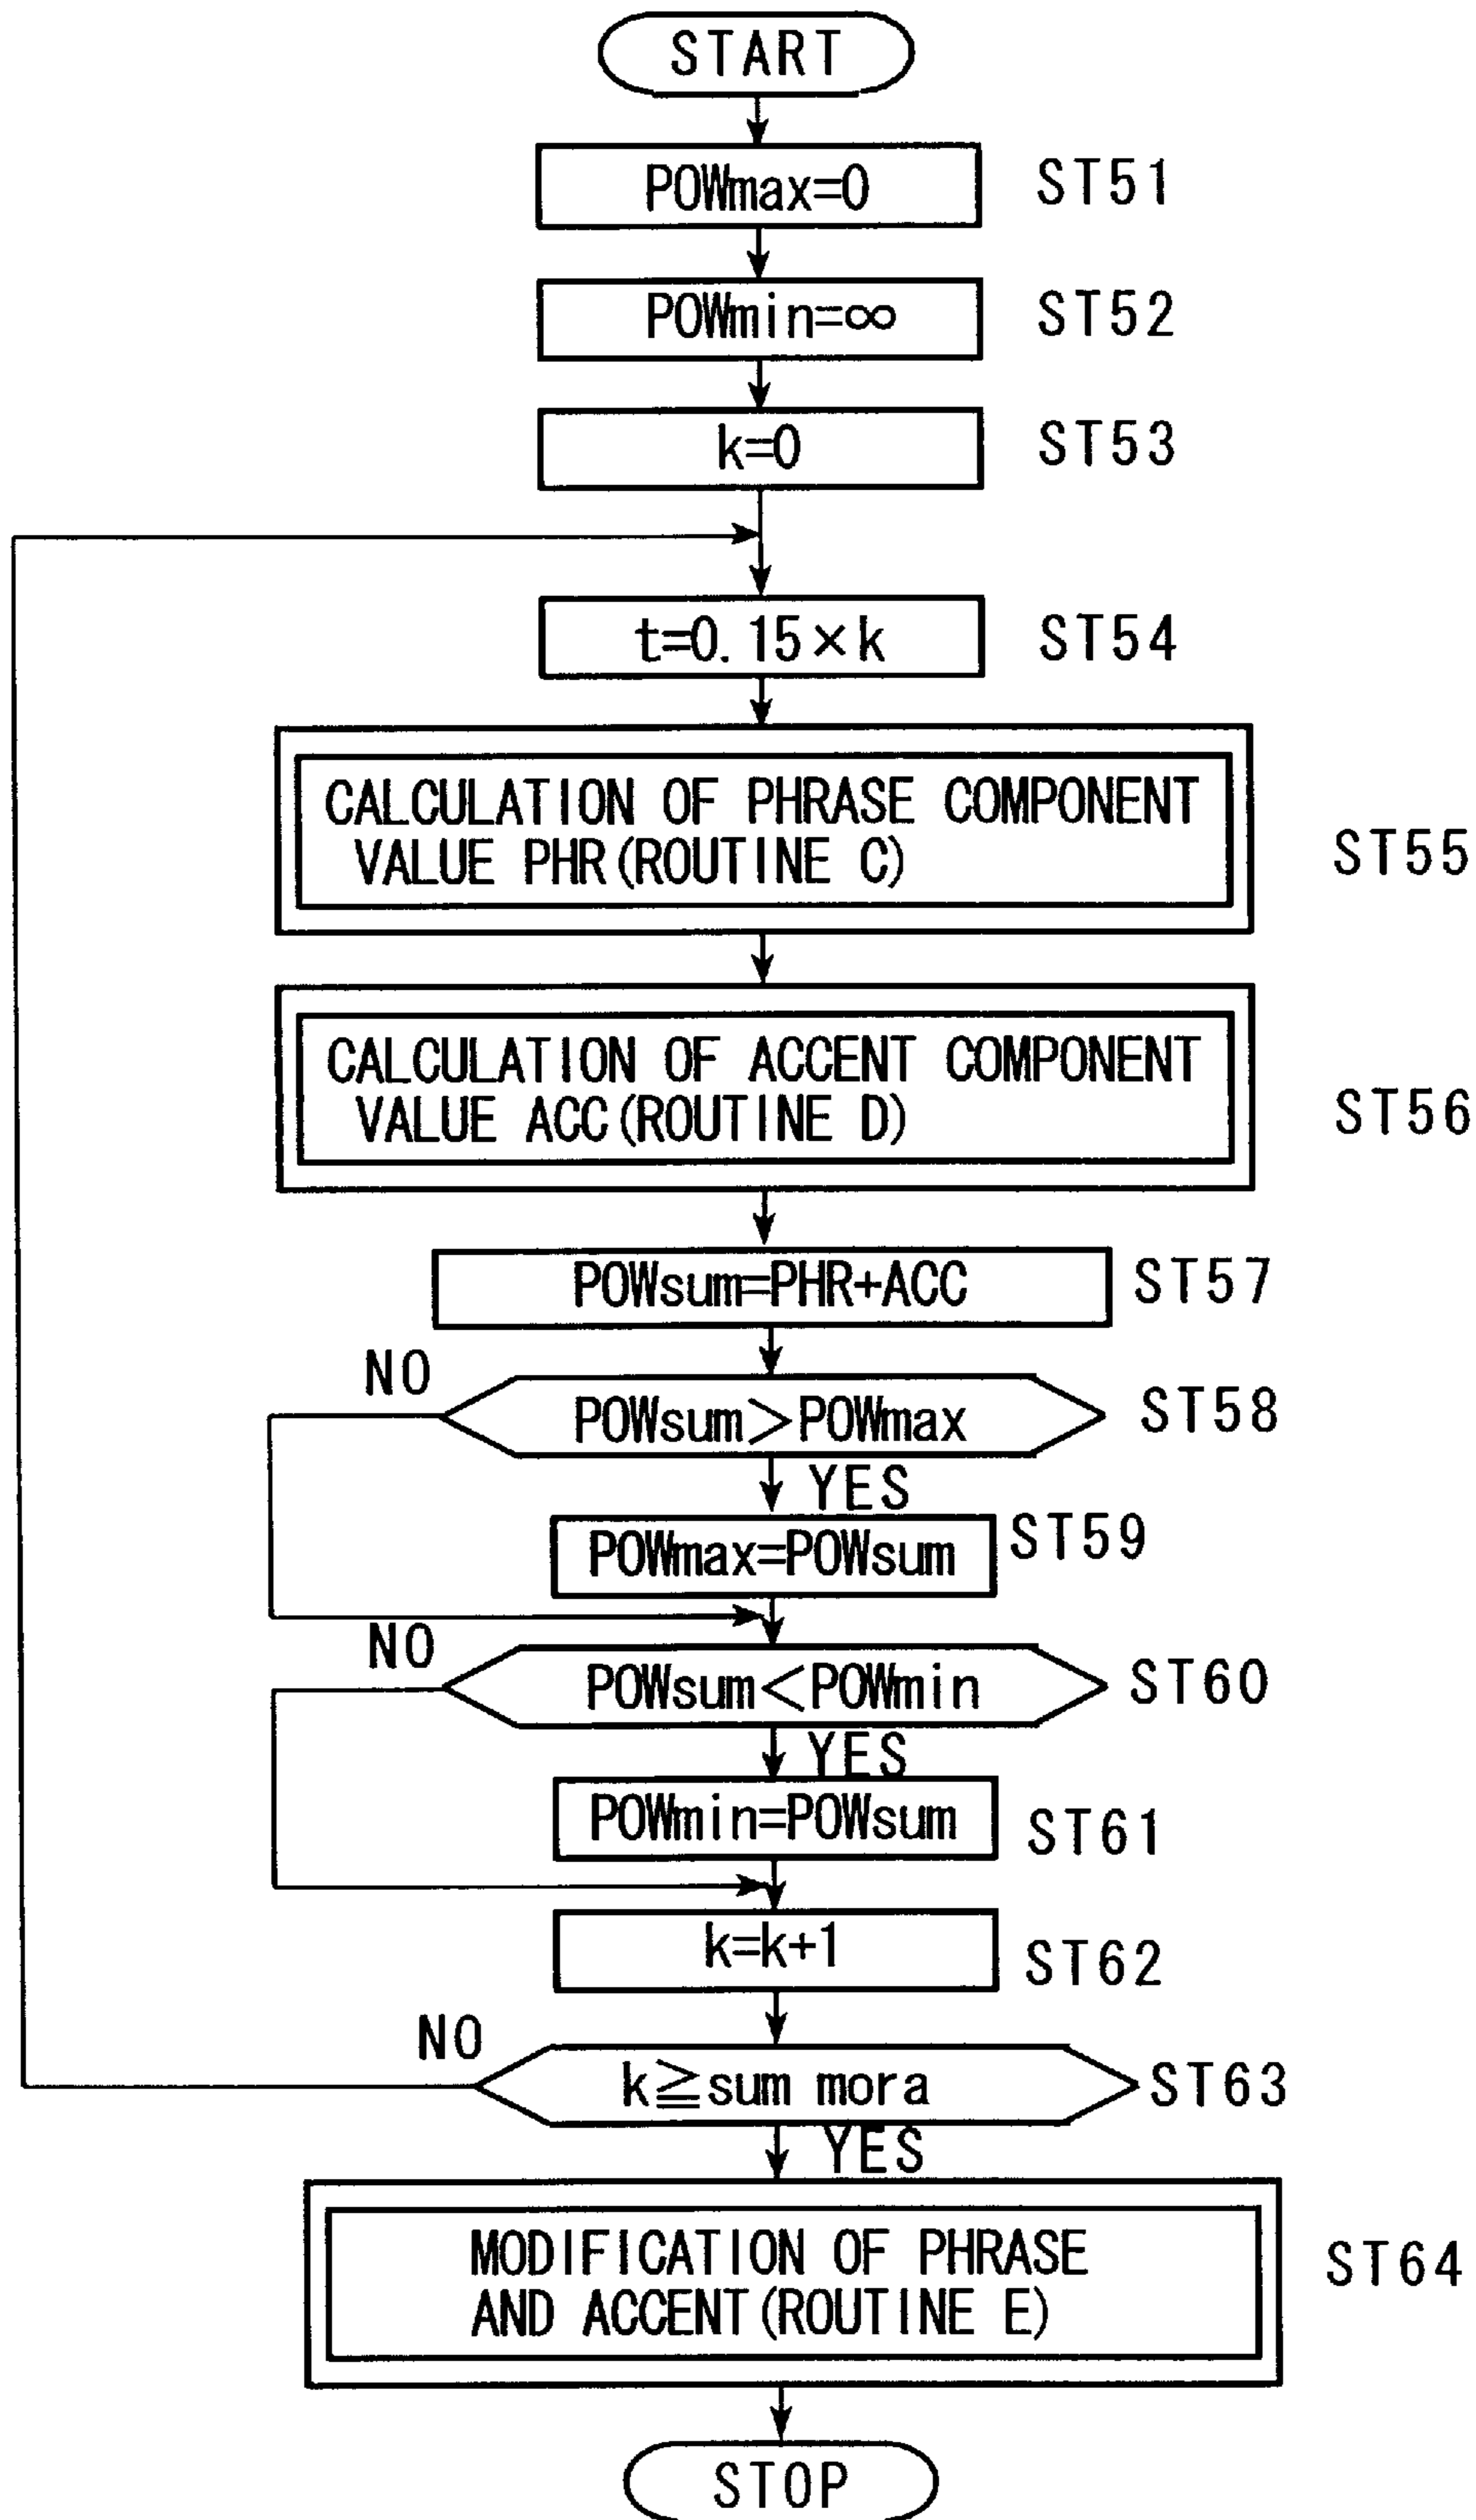 START
POWmax=0 ST51
POWmin=∞ ST52
k=0 ST53
t=0.15×k ST54
CALCULATION OF PHRASE COMPONENT
VALUE PHR(ROUTINE C)
ST55
CALCULATION OF ACCENT COMPONENT
VALUE ACC(ROUTINE D)
ST56
POWsum=PHR+ACC ST57
NO
POWsum>POWmax ST58
YES
POWmax=POWsum ST59
NO
POWsum<POWmin ST60
YES
POWmin=POWsum ST61
k=k+1 ST62
NO
k≧sum mora ST63
YES
MODIFICATION OF PHRASE
AND ACCENT(ROUTINE E)
ST64
STOP